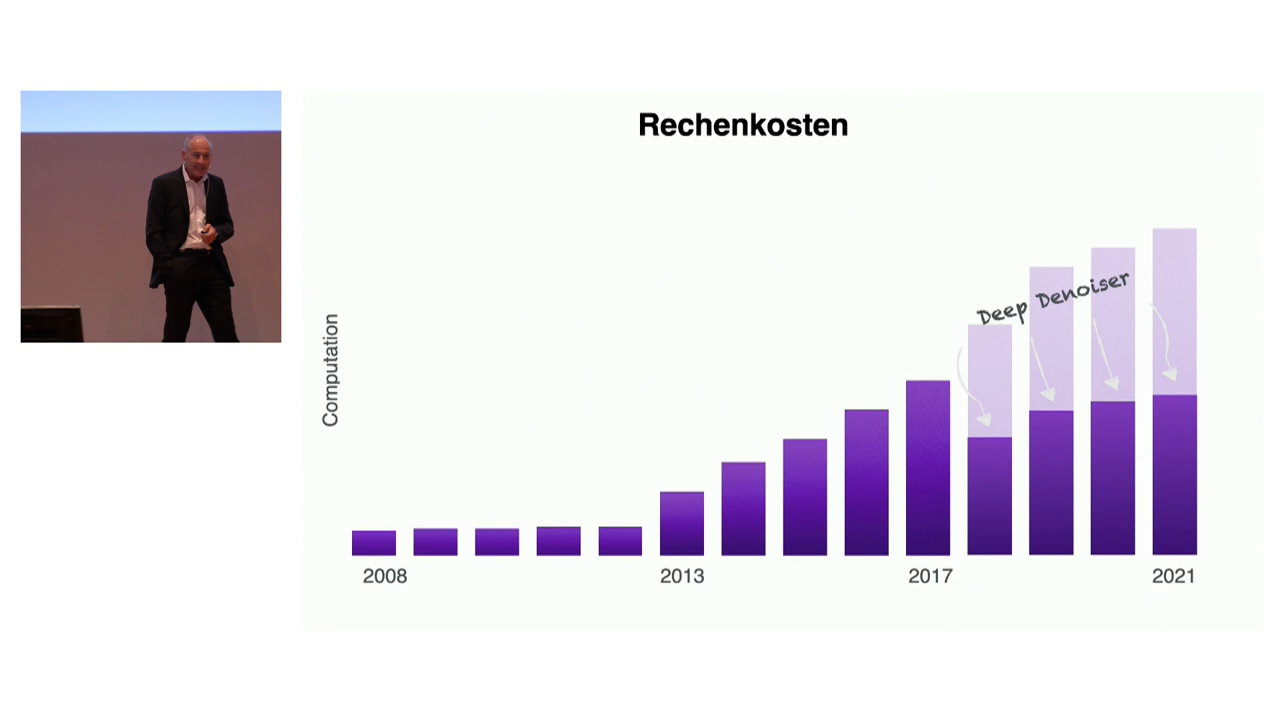 Rechenkosten
Computation
Deep Denoiser
2008
2013
2017
2021